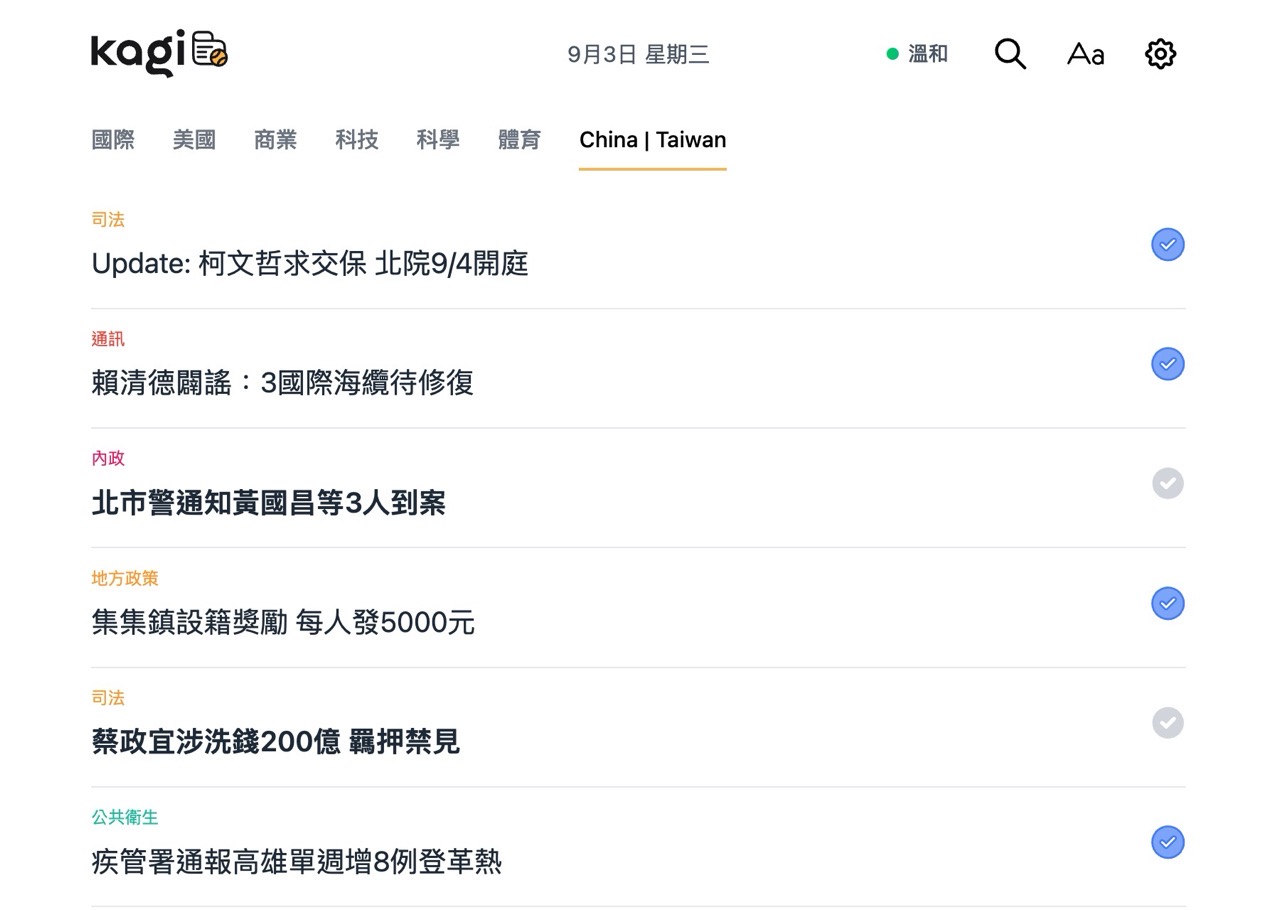 kagi
9月3日 星期三
溫和
Aa
國際 美國 商業 科技 科學 體育 China | Taiwan
司法
Update: 柯文哲求交保 北院9/4開庭
通訊
賴清德闢謠：3國際海纜待修復
內政
北市警通知黃國昌等3人到案
地方政策
集集鎮設籍獎勵 每人發5000元
司法
蔡政宜涉洗錢200億 羈押禁見
公共衛生
疾管署通報高雄單週增8例登革熱